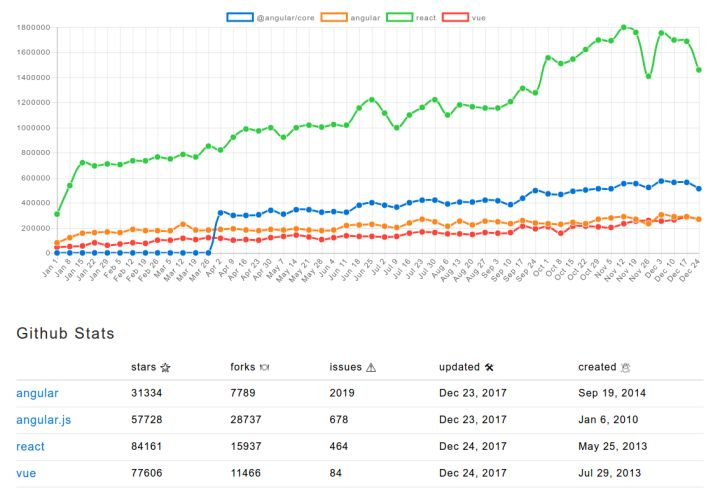 @angular/core angular react vue
1800000
1600000
1400000
1200000
1000000
800000
600000
400000
200000
0
Jan 1 Jan 8 Jan 15 Jan 22 Jan 29 Feb 5 Feb 12 Feb 19 Feb 26 Mar 5 Mar 12 Mar 19 Mar 26 Apr 2 Apr 9 Apr 16 Apr 23 Apr 30 May 7 May 14 May 21 May 28 Jun 4 Jun 11 Jun 18 Jun 25 Jul 2 Jul 9 Jul 16 Jul 23 Jul 30 Aug 6 Aug 13 Aug 20 Aug 27 Sep 3 Sep 10 Sep 17 Sep 24 Oct 1 Oct 8 Oct 15 Oct 22 Oct 29 Nov 5 Nov 12 Nov 19 Nov 26 Dec 3 Dec 10 Dec 17 Dec 24
Github Stats
stars forks issues updated created
angular 31334 7789 2019 Dec 23, 2017 Sep 19, 2014
angular.js 57728 28737 678 Dec 23, 2017 Jan 6, 2010
react 84161 15937 464 Dec 24, 2017 May 25, 2013
vue 77606 11466 84 Dec 24, 2017 Jul 29, 2013